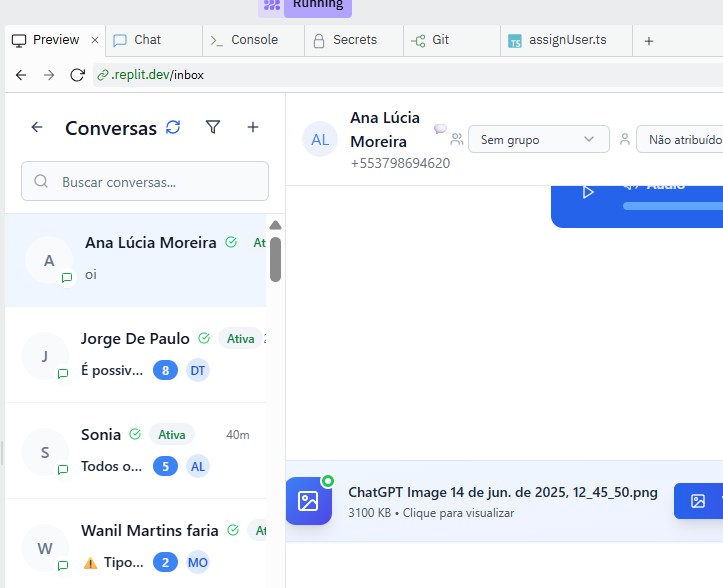 Running
Preview
Chat
Console
Secrets
Git
TS assignUser.ts
.replit.dev/inbox
Conversas
Buscar conversas...
A
Ana Lúcia Moreira
At
oi
J
Jorge De Paulo
Ativa
É possiv...
8
DT
S
Sonia
Ativa
40m
Todos o...
5
AL
W
Wanil Martins faria
At
Tipo...
2
MO
AL
Ana Lúcia
Moreira
+553798694620
Sem grupo
Não atribuído
Áudio
ChatGPT Image 14 de jun. de 2025, 12_45_50.png
3100 KB • Clique para visualizar